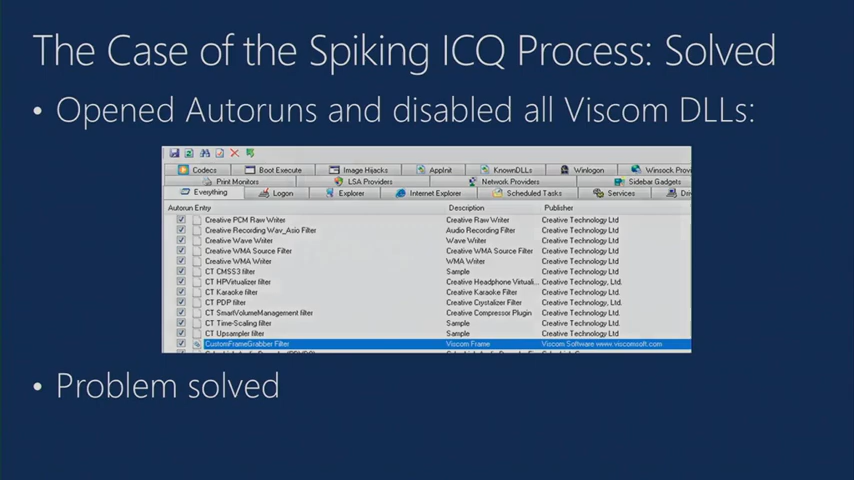 The Case of the Spiking ICQ Process: Solved
• Opened Autoruns and disabled all Viscom DLLs:
Codecs Boot Execute Image Hijacks AppInit KnownDLLs Winlogon Winsock Provi
Print Monitors LSA Providers Network Providers Sidebar Gadgets
Everything Logon Explorer Internet Explorer Scheduled Tasks Services Dri
Autorun Entry Description Publisher
Creative PCM Raw Writer Creative Raw Writer Creative Technology Ltd
Creative Recording Wav_Asio Filter Audio Recording Filter Creative Technology Ltd
Creative Wave Writer Wave Writer Creative Technology Ltd
Creative WMA Source Filter Creative WMA Source Filter Creative Technology Ltd
Creative WMA Writer WMA Writer Creative Technology Ltd
CT CMSS3 filter Sample Creative Technology Ltd.
CT HPVirtualizer filter Creative Headphone Virtuali... Creative Technology Ltd.
CT Karaoke filter Creative Karaoke Filter Creative Technology Ltd.
CT PDP filter Creative Crystalizer Filter Creative Technology, Ltd.
CT SmartVolumeManagement filter Creative Compressor Plugin Creative Technology, Ltd.
CT Time-Scaling filter Sample Creative Technology Ltd.
CT Upsampler filter Sample Creative Technology Ltd.
CustomFrameGrabber Filter Viscom Frame Viscom Software www.viscomsoft.com
• Problem solved